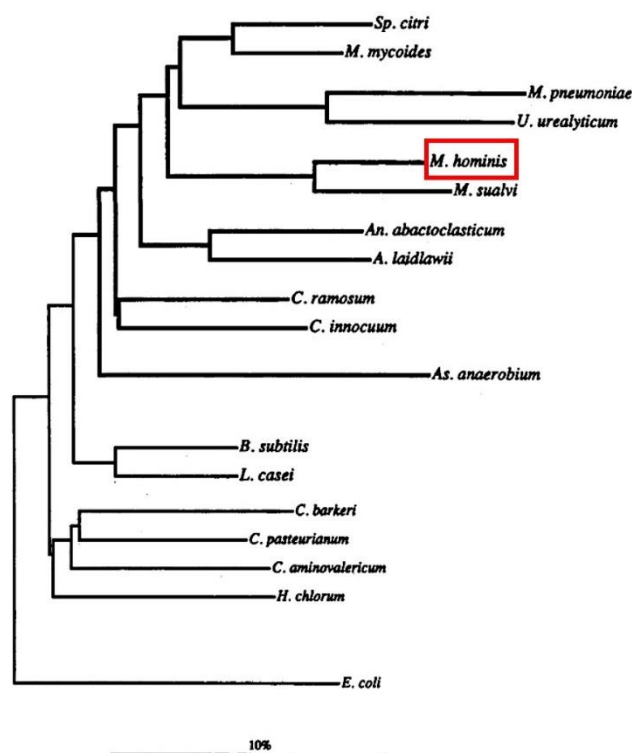 Sp. citri
M. mycoides
M. pneumoniae
U. urealyticum
M. hominis
M. sualvi
An. abactoclasticum
A. laidlawii
C. ramosum
C. innocuum
As. anaerobium
B. subtilis
L. casei
C. barkeri
C. pasteurianum
C. aminovalericum
H. chlorum
E. coli
10%